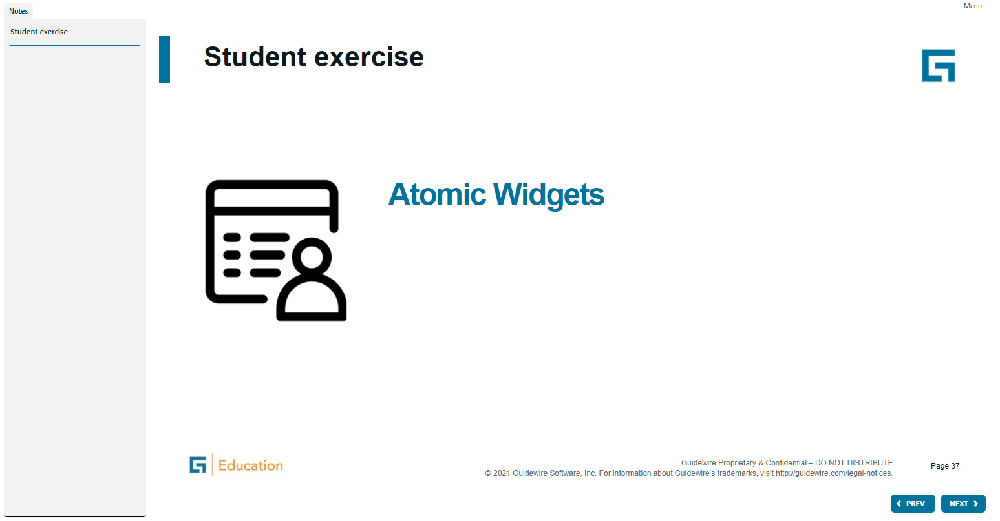 Notes
Menu
Student exercise
Student exercise
Atomic Widgets
Education
Guidewire Proprietary & Confidential – DO NOT DISTRIBUTE
© 2021 Guidewire Software, Inc. For information about Guidewire’s trademarks, visit http://guidewire.com/legal-notices.
Page 37
PREV
NEXT